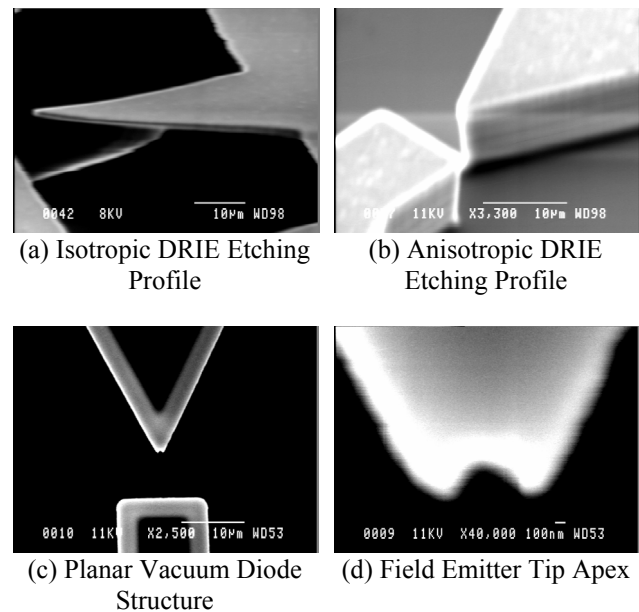 0042 8KV 10μm WD98
11KV X3,300 10μm WD98
(a) Isotropic DRIE Etching
Profile
(b) Anisotropic DRIE
Etching Profile
0010 11KV X2,500 10μm WD53
0009 11KV X40,000 100nm WD53
(c) Planar Vacuum Diode
Structure
(d) Field Emitter Tip Apex